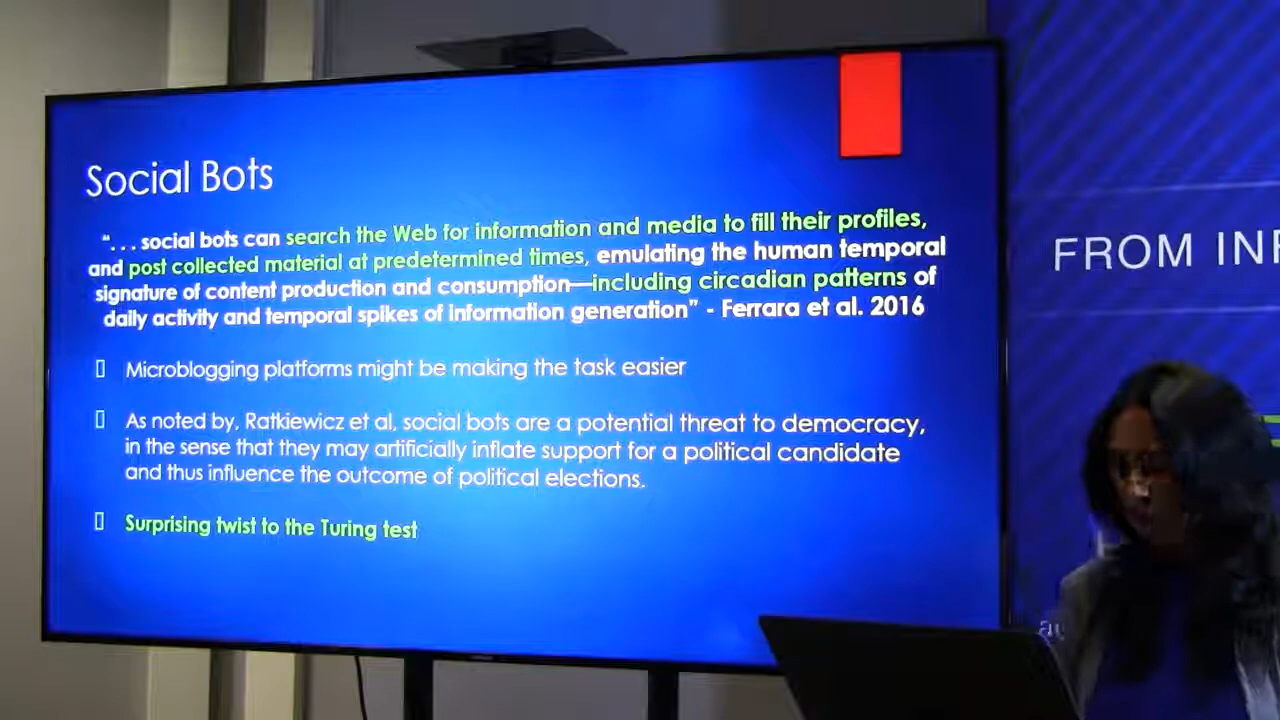 Social Bots
“. . . social bots can search the Web for information and media to fill their profiles,
and post collected material at predetermined times, emulating the human temporal
signature of content production and consumption—including circadian patterns of
daily activity and temporal spikes of information generation” - Ferrara et al. 2016
Microblogging platforms might be making the task easier
As noted by, Ratkiewicz et al, social bots are a potential threat to democracy,
in the sense that they may artificially inflate support for a political candidate
and thus influence the outcome of political elections.
Surprising twist to the Turing test
FROM